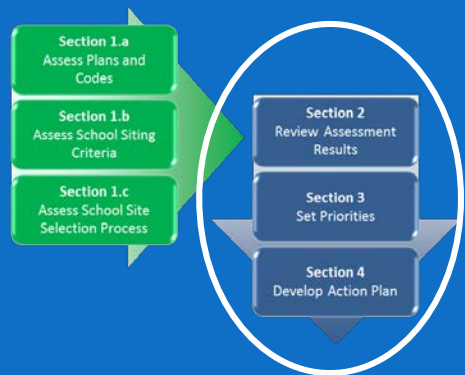 Section 1.a
Assess Plans and
Codes
Section 1.b
Assess School Siting
Criteria
Section 1.c
Assess School Site
Selection Process
Section 2
Review Assessment
Results
Section 3
Set Priorities
Section 4
Develop Action Plan